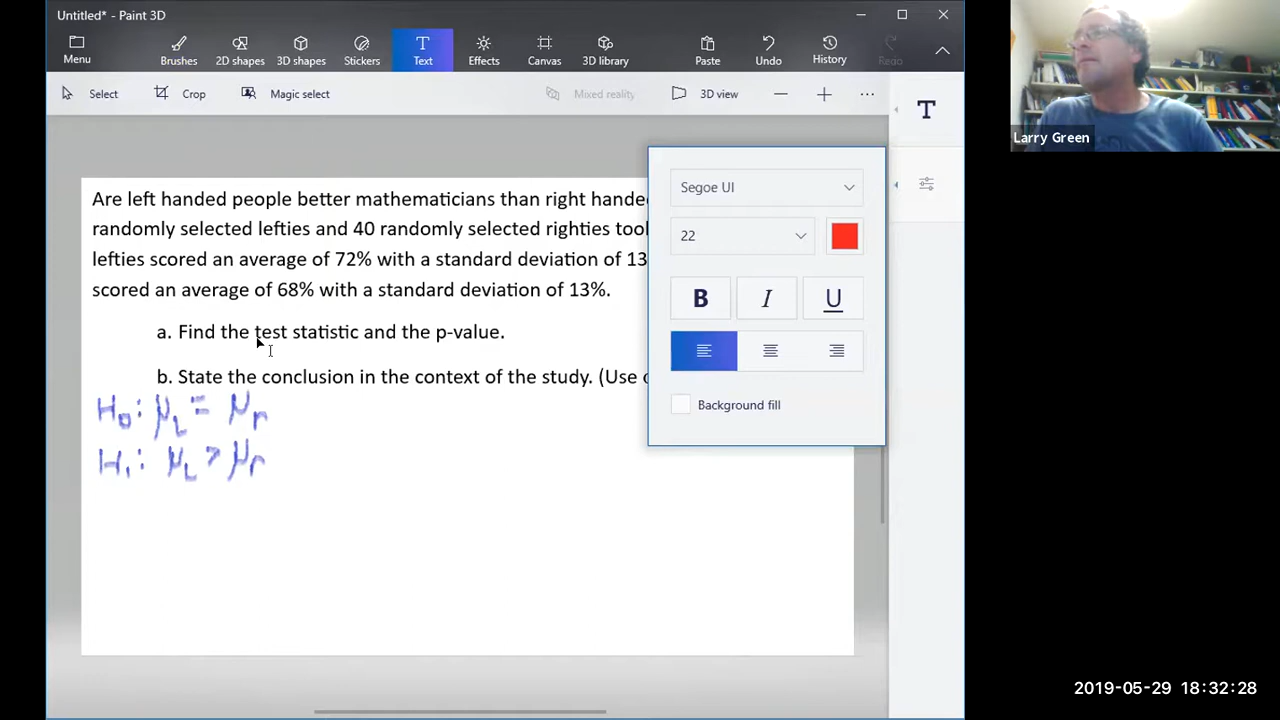 Untitled* - Paint 3D
Menu
Brushes
2D shapes
3D shapes
Stickers
Text
Effects
Canvas
3D library
Paste
Undo
History
Redo
Select
Crop
Magic select
Mixed reality
3D view
Larry Green
Segoe UI
22
B I U
Background fill
Are left handed people better mathematicians than right hande
randomly selected lefties and 40 randomly selected righties tool
lefties scored an average of 72% with a standard deviation of 13
scored an average of 68% with a standard deviation of 13%.
a. Find the test statistic and the p-value.
b. State the conclusion in the context of the study. (Use
H₀: μL = μr
H₁: μL > μr
2019-05-29 18:32:28